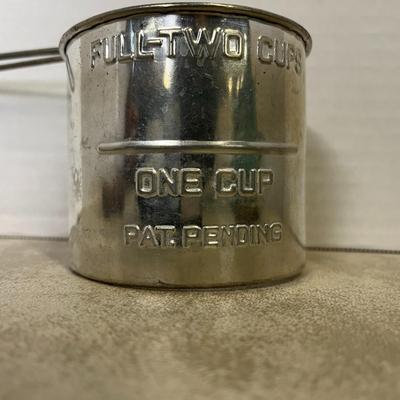 FULL-TWO CUPS
ONE CUP
PAT. PENDING